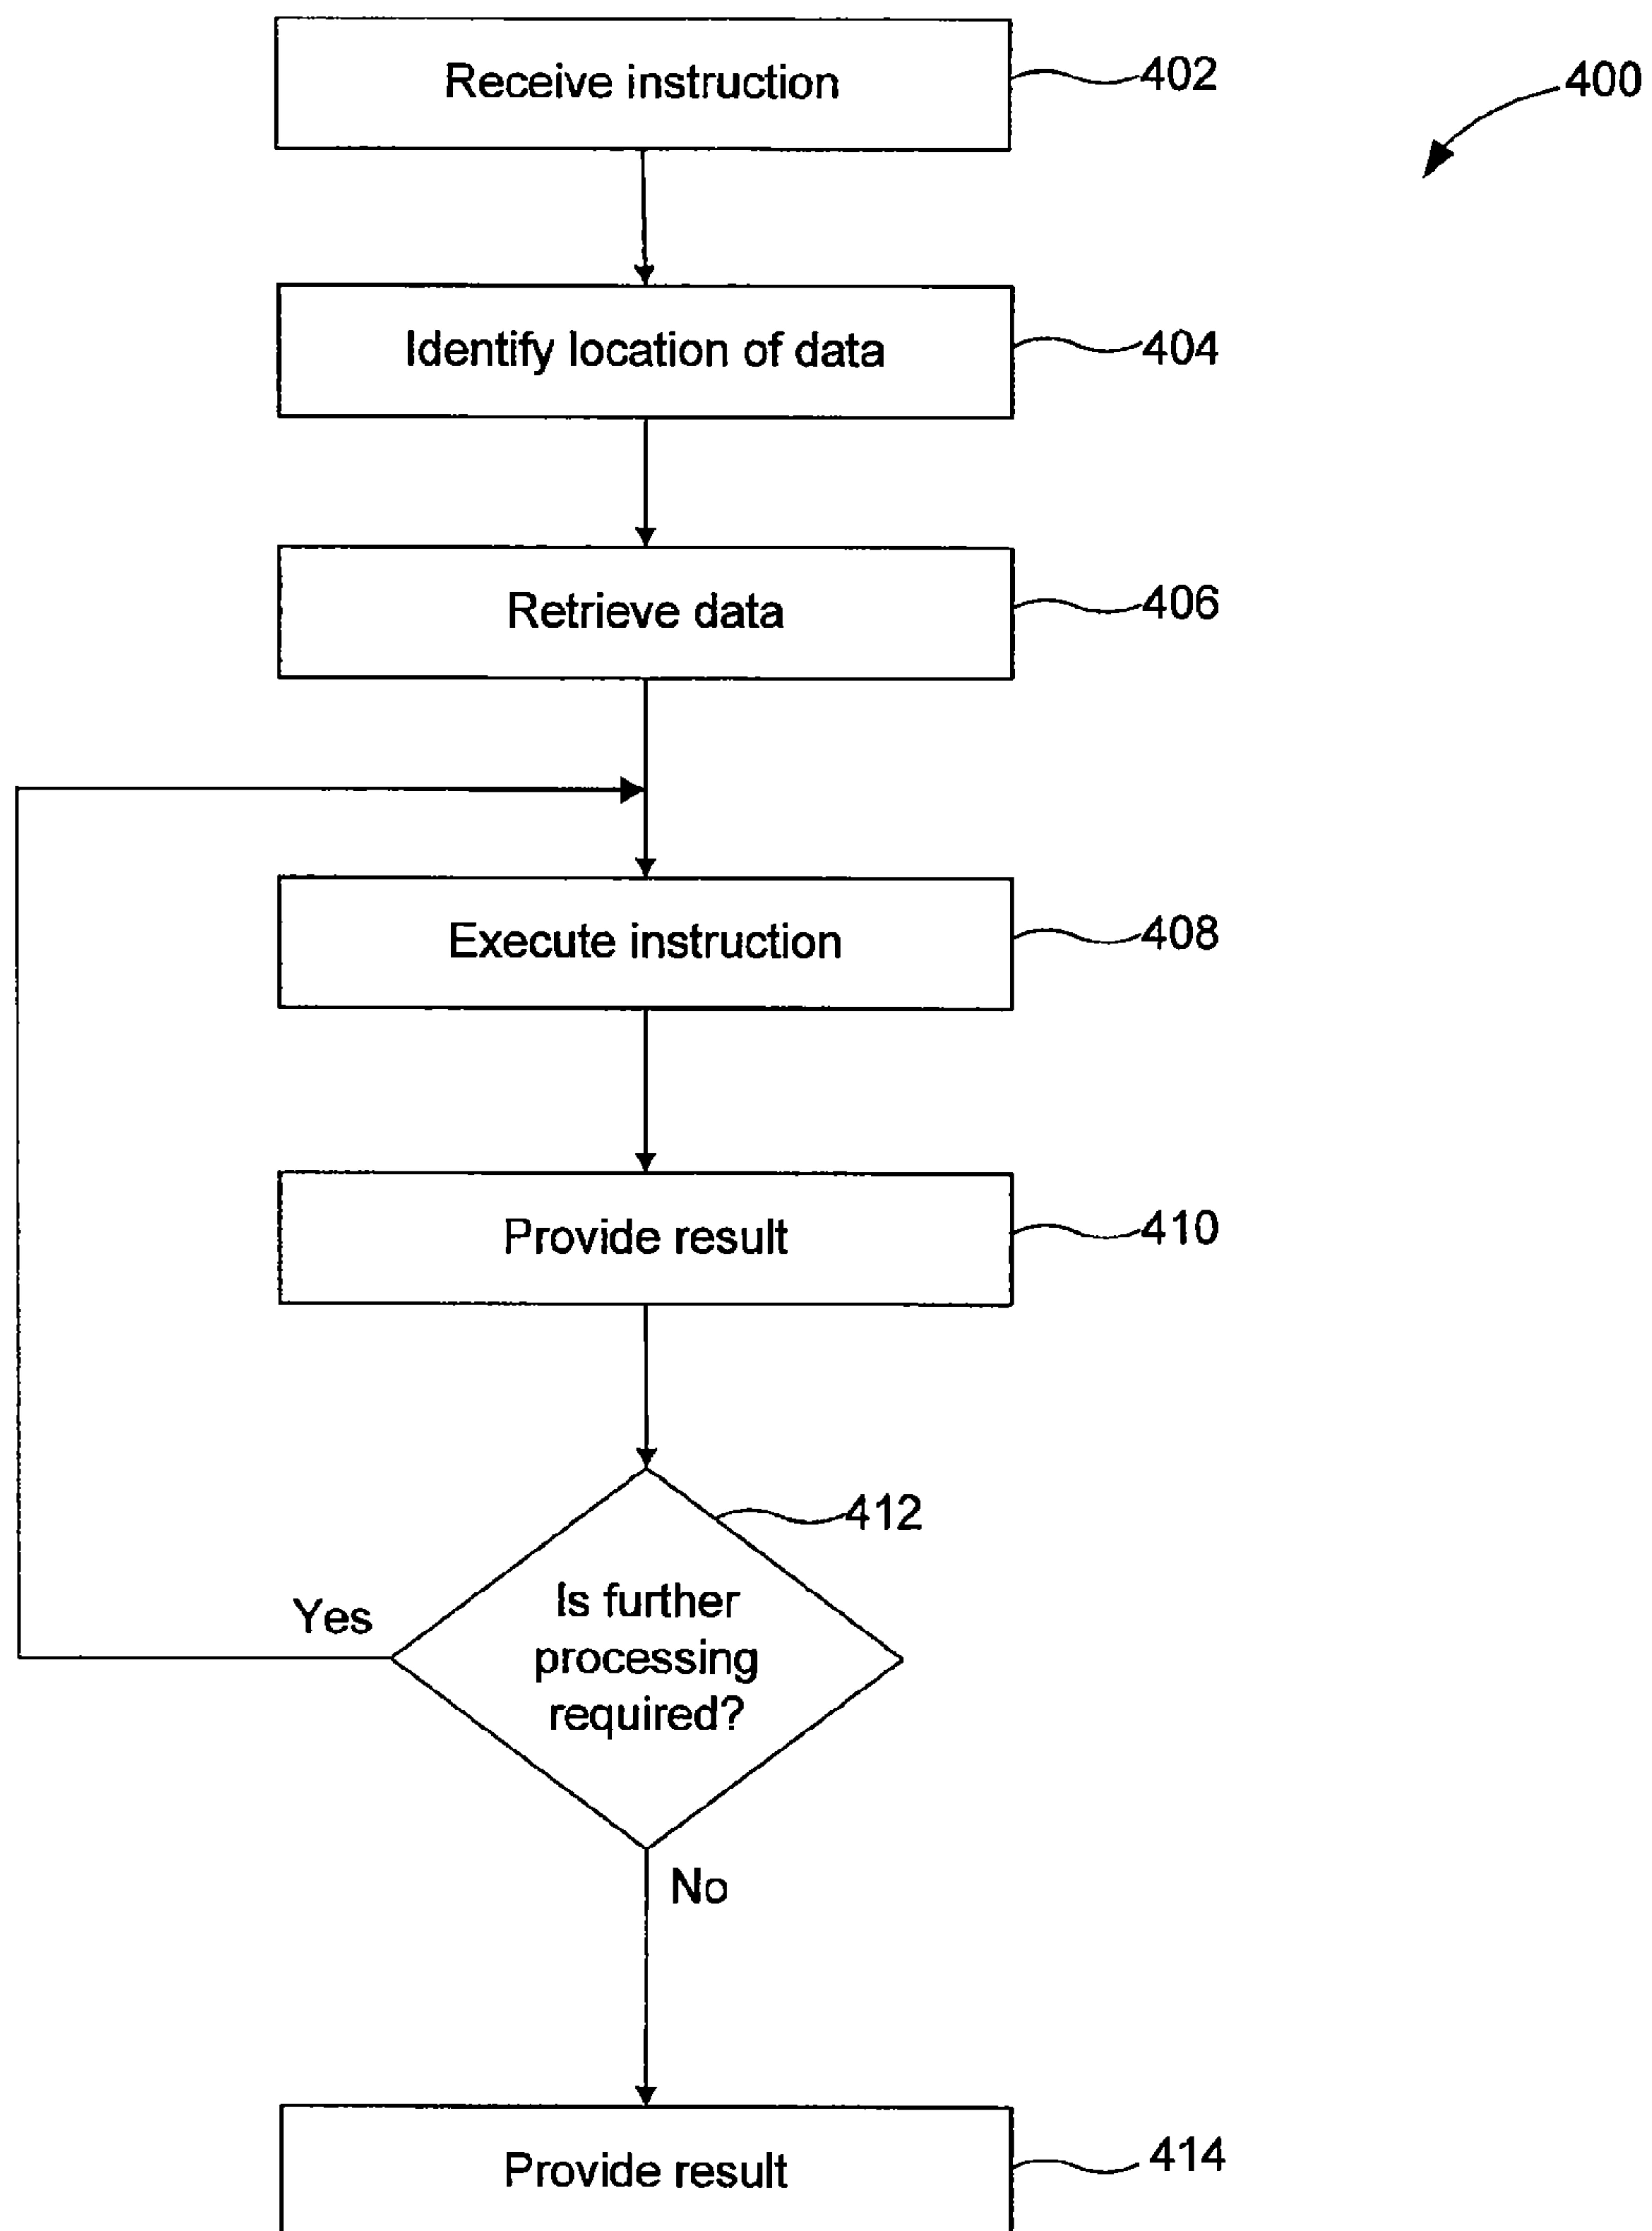 Receive instruction
402
400
Identify location of data
404
Retrieve data
406
Execute instruction
408
Provide result
410
412
Is further
processing
required?
Yes
No
Provide result
414